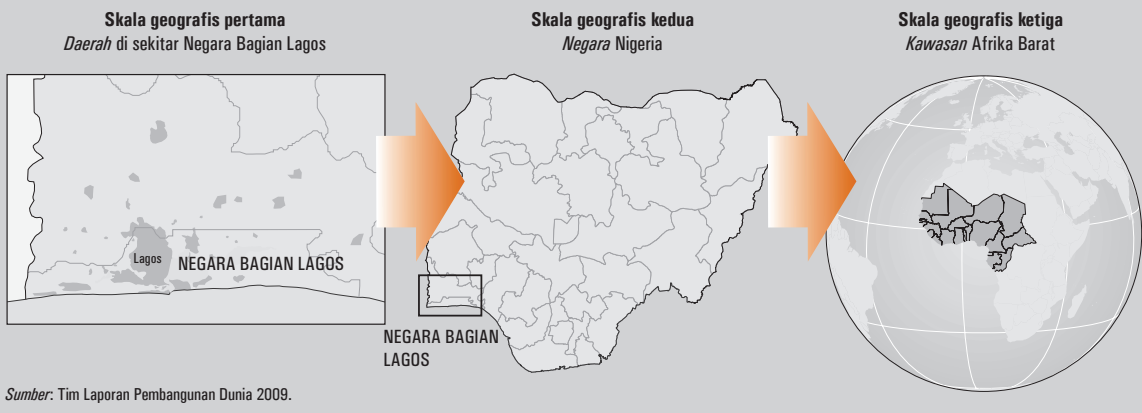 Skala geografis pertama
Daerah di sekitar Negara Bagian Lagos
Skala geografis kedua
Negara Nigeria
Skala geografis ketiga
Kawasan Afrika Barat
Lagos
NEGARA BAGIAN LAGOS
NEGARA BAGIAN
LAGOS
Sumber: Tim Laporan Pembangunan Dunia 2009.